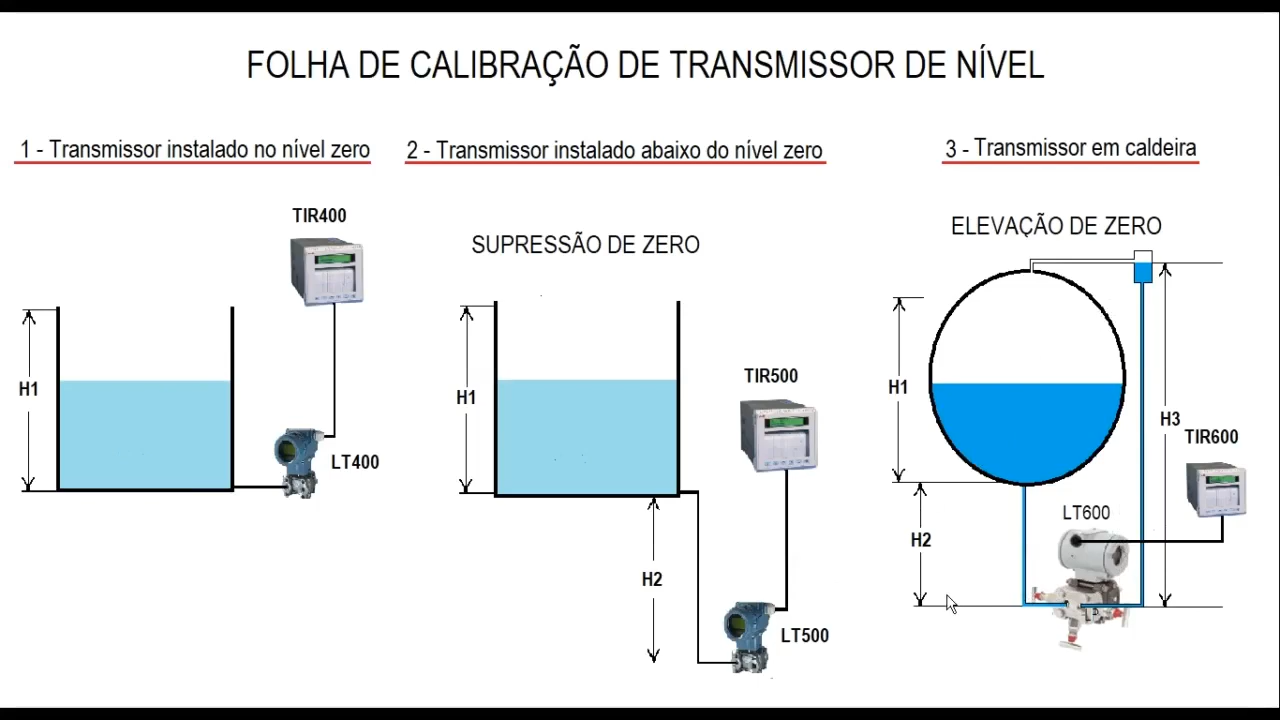 FOLHA DE CALIBRAÇÃO DE TRANSMISSOR DE NÍVEL
1 - Transmissor instalado no nível zero
2 - Transmissor instalado abaixo do nível zero
3 - Transmissor em caldeira
TIR400
H1
LT400
SUPRESSÃO DE ZERO
H1
TIR500
H2
LT500
ELEVAÇÃO DE ZERO
H1
H3
TIR600
LT600
H2